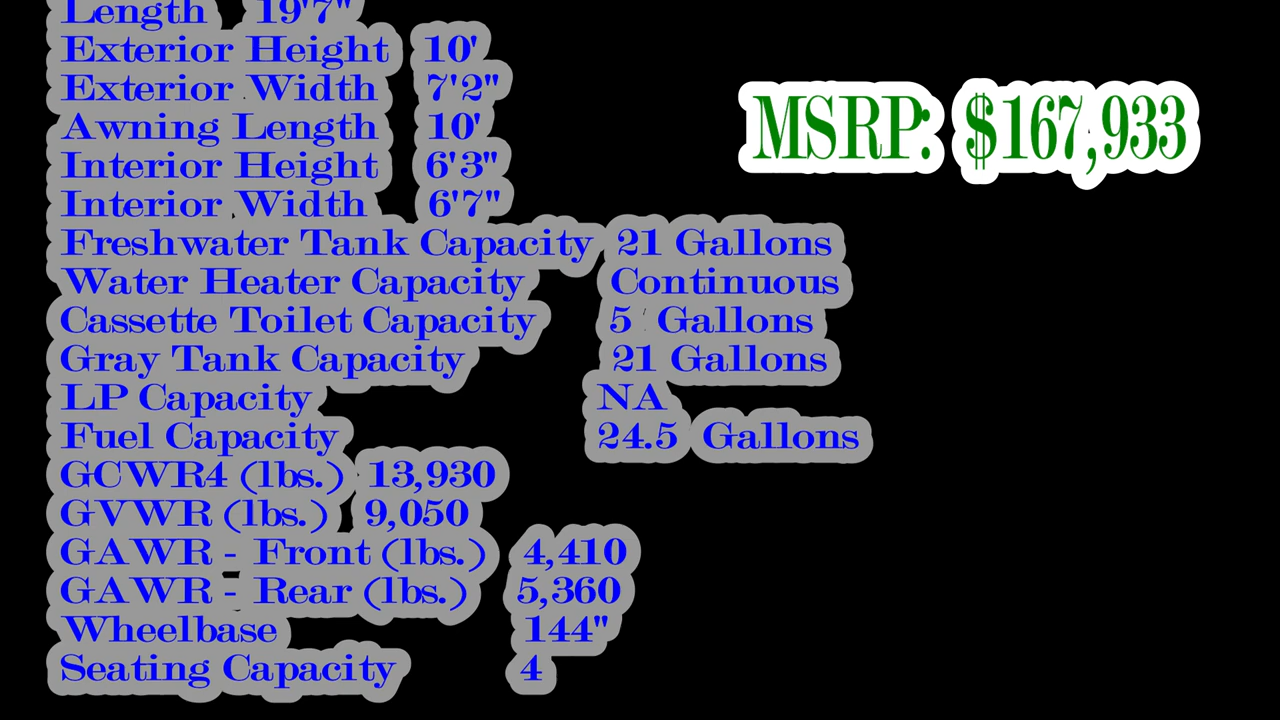 Length 19'7"
Exterior Height 10'
Exterior Width 7'2"
Awning Length 10'
Interior Height 6'3"
Interior Width 6'7"
Freshwater Tank Capacity 21 Gallons
Water Heater Capacity Continuous
Cassette Toilet Capacity 5 Gallons
Gray Tank Capacity 21 Gallons
LP Capacity NA
Fuel Capacity 24.5 Gallons
GCWR4 (lbs.) 13,930
GVWR (lbs.) 9,050
GAWR - Front (lbs.) 4,410
GAWR - Rear (lbs.) 5,360
Wheelbase 144"
Seating Capacity 4
MSRP: $167,933